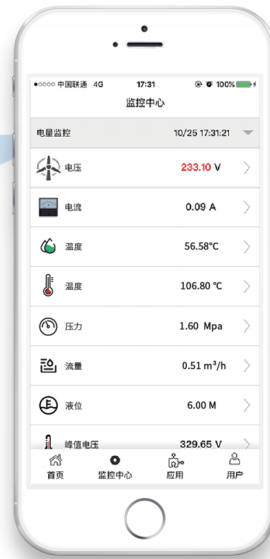 ●○○○○ 中国联通 4G 17:31 100%
监控中心
电量监控 10/25 17:31:21
电压 233.10 V
电流 0.09 A
温度 56.58°C
温度 106.80 °C
压力 1.60 Mpa
流量 0.51 m³/h
液位 6.00 M
峰值电压 329.65 V
首页 监控中心 应用 用户